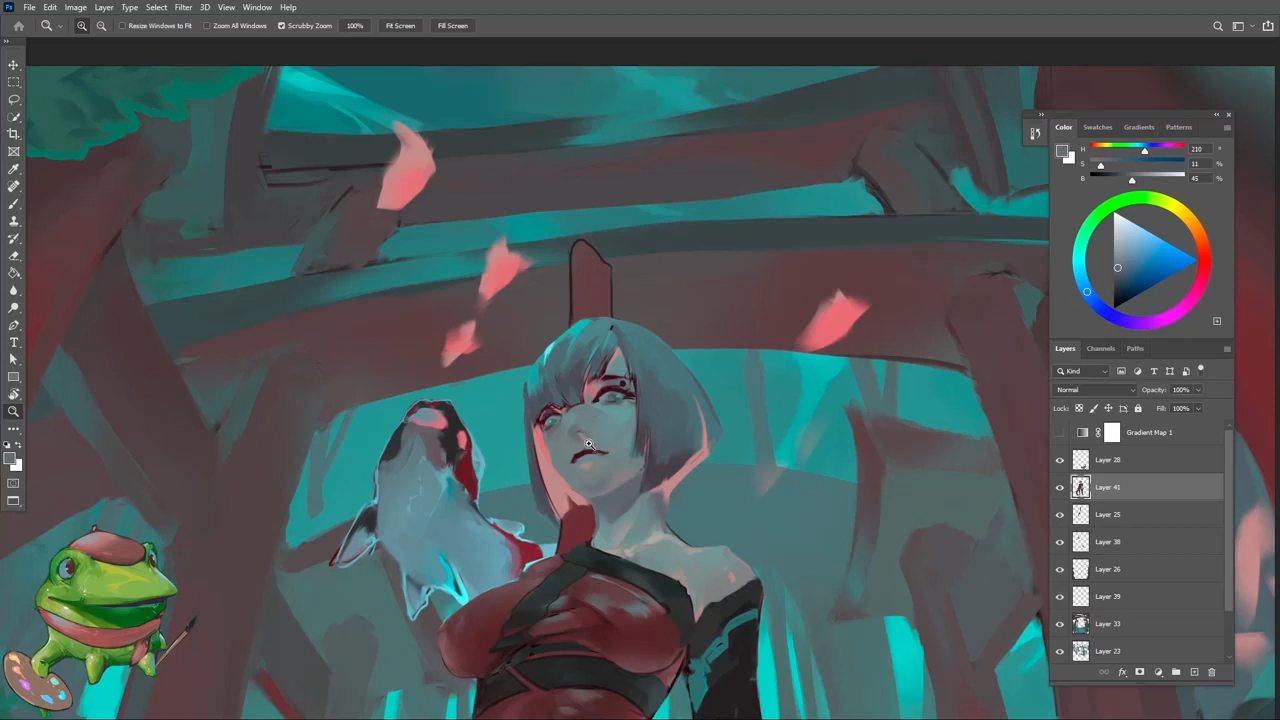 Ps File Edit Image Layer Type Select Filter 3D View Window Help
Resize Windows to Fit Zoom All Windows Scrubby Zoom 100% Fit Screen Fill Screen
Color Swatches Gradients Patterns
H 210 °
S 11 %
B 45 %
Layers Channels Paths
Kind
Normal Opacity: 100%
Lock: Fill: 100%
Gradient Map 1
Layer 28
Layer 41
Layer 25
Layer 38
Layer 26
Layer 39
Layer 33
Layer 23
fx